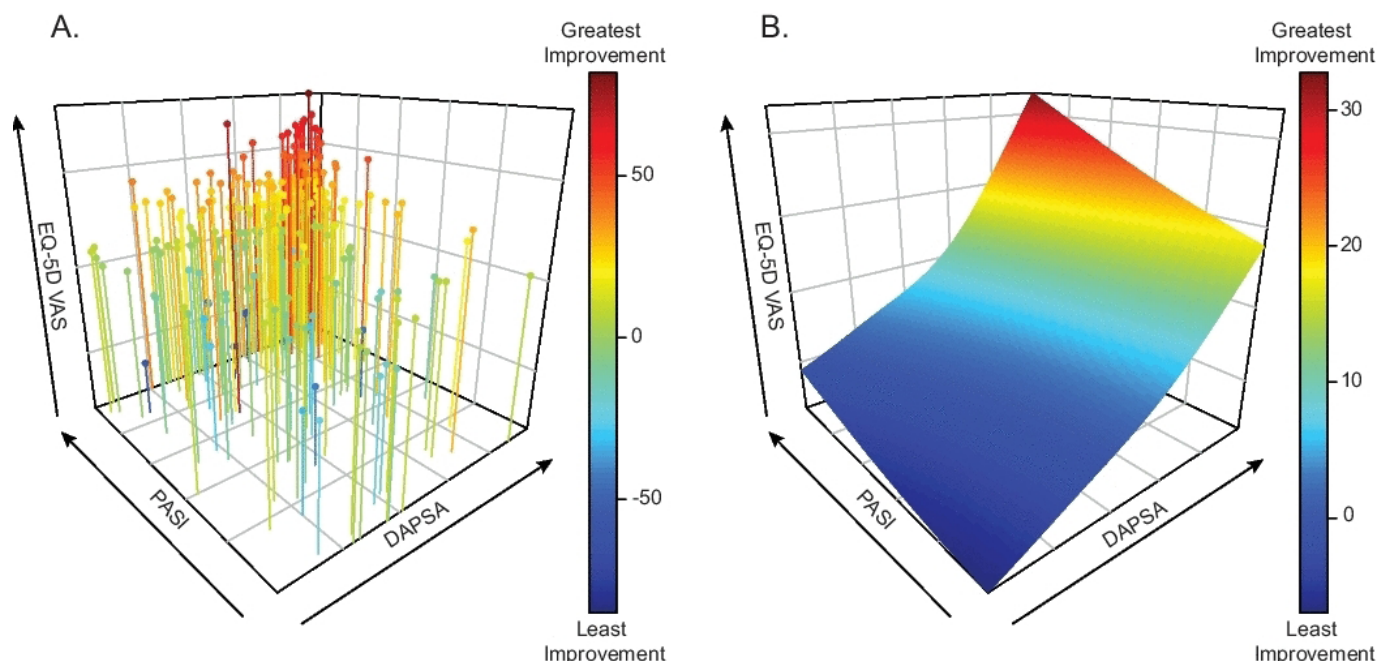 A.
Greatest
Improvement
50
0
-50
Least
Improvement
EQ-5D VAS
PASI
DAPSA
B.
Greatest
Improvement
30
20
10
0
Least
Improvement
EQ-5D VAS
PASI
DAPSA